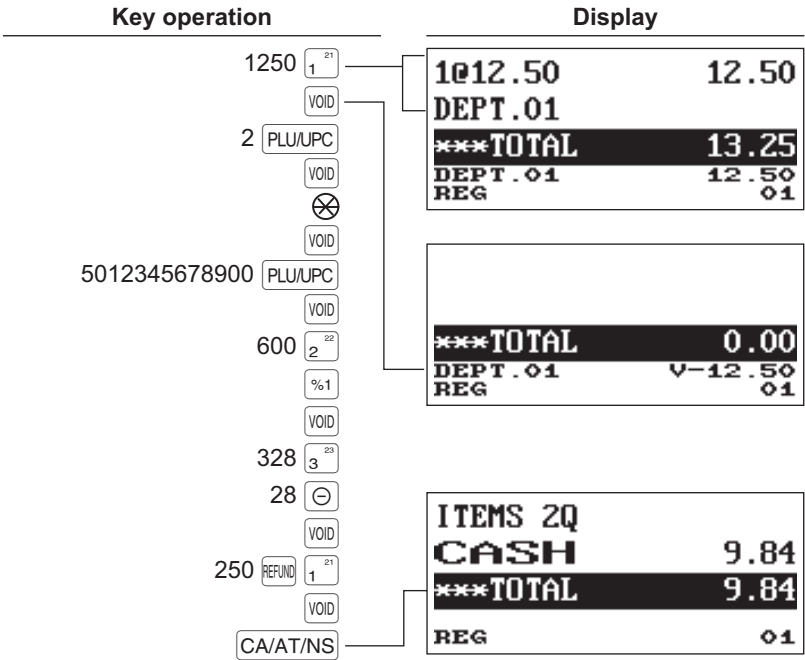 Key operation
Display
1250 1 21
VOID
2 PLU/UPC
VOID
VOID
5012345678900 PLU/UPC
VOID
600 2 22
%1
VOID
328 3 23
28
VOID
250 REFUND 1 21
VOID
CA/AT/NS
1@12.50 12.50
DEPT.01
***TOTAL 13.25
DEPT.01 12.50
REG 01
***TOTAL 0.00
DEPT.01 V-12.50
REG 01
ITEMS 2Q
CASH 9.84
***TOTAL 9.84
REG 01